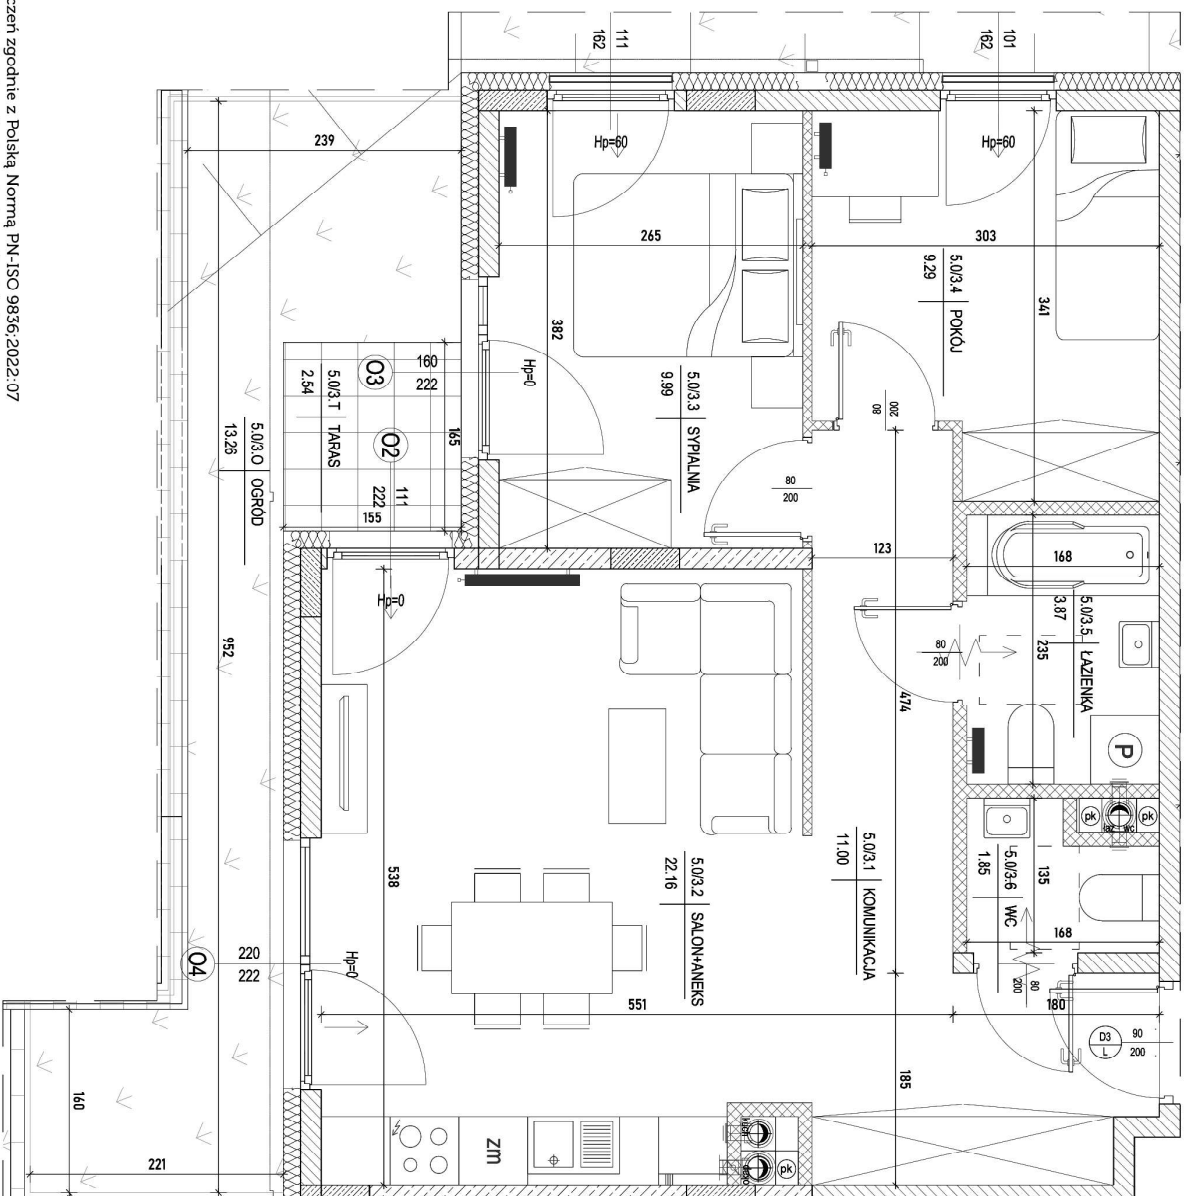 czeń zgodnie z Polską Normą PN-ISO 9836;2022:07
111
162
101
162
239
Hp=60
Hp=60
265
303
5.0/3.4 POKÓJ
9.29
382
341
160
222
O3
Hp=0
5.0/3.T TARAS
2.54
5.0/3.3 SYPIALNIA
9.99
200
80
5.0/3.O OGRÓD
13.26
O2
165
111
222
155
80
200
123
168
Hp=0
5.0/3.5 ŁAZIENKA
3.87
952
80
200
235
474
P
pk
łaz
wc
pk
5.0/3.1 KOMUNIKACJA
11.00
5.0/3.6 WC
1.85
135
538
5.0/3.2 SALON+ANEKS
22.16
168
O4
220
222
Hp=0
80
200
551
180
D3
L
90
200
160
185
221
zm
kuch
pk